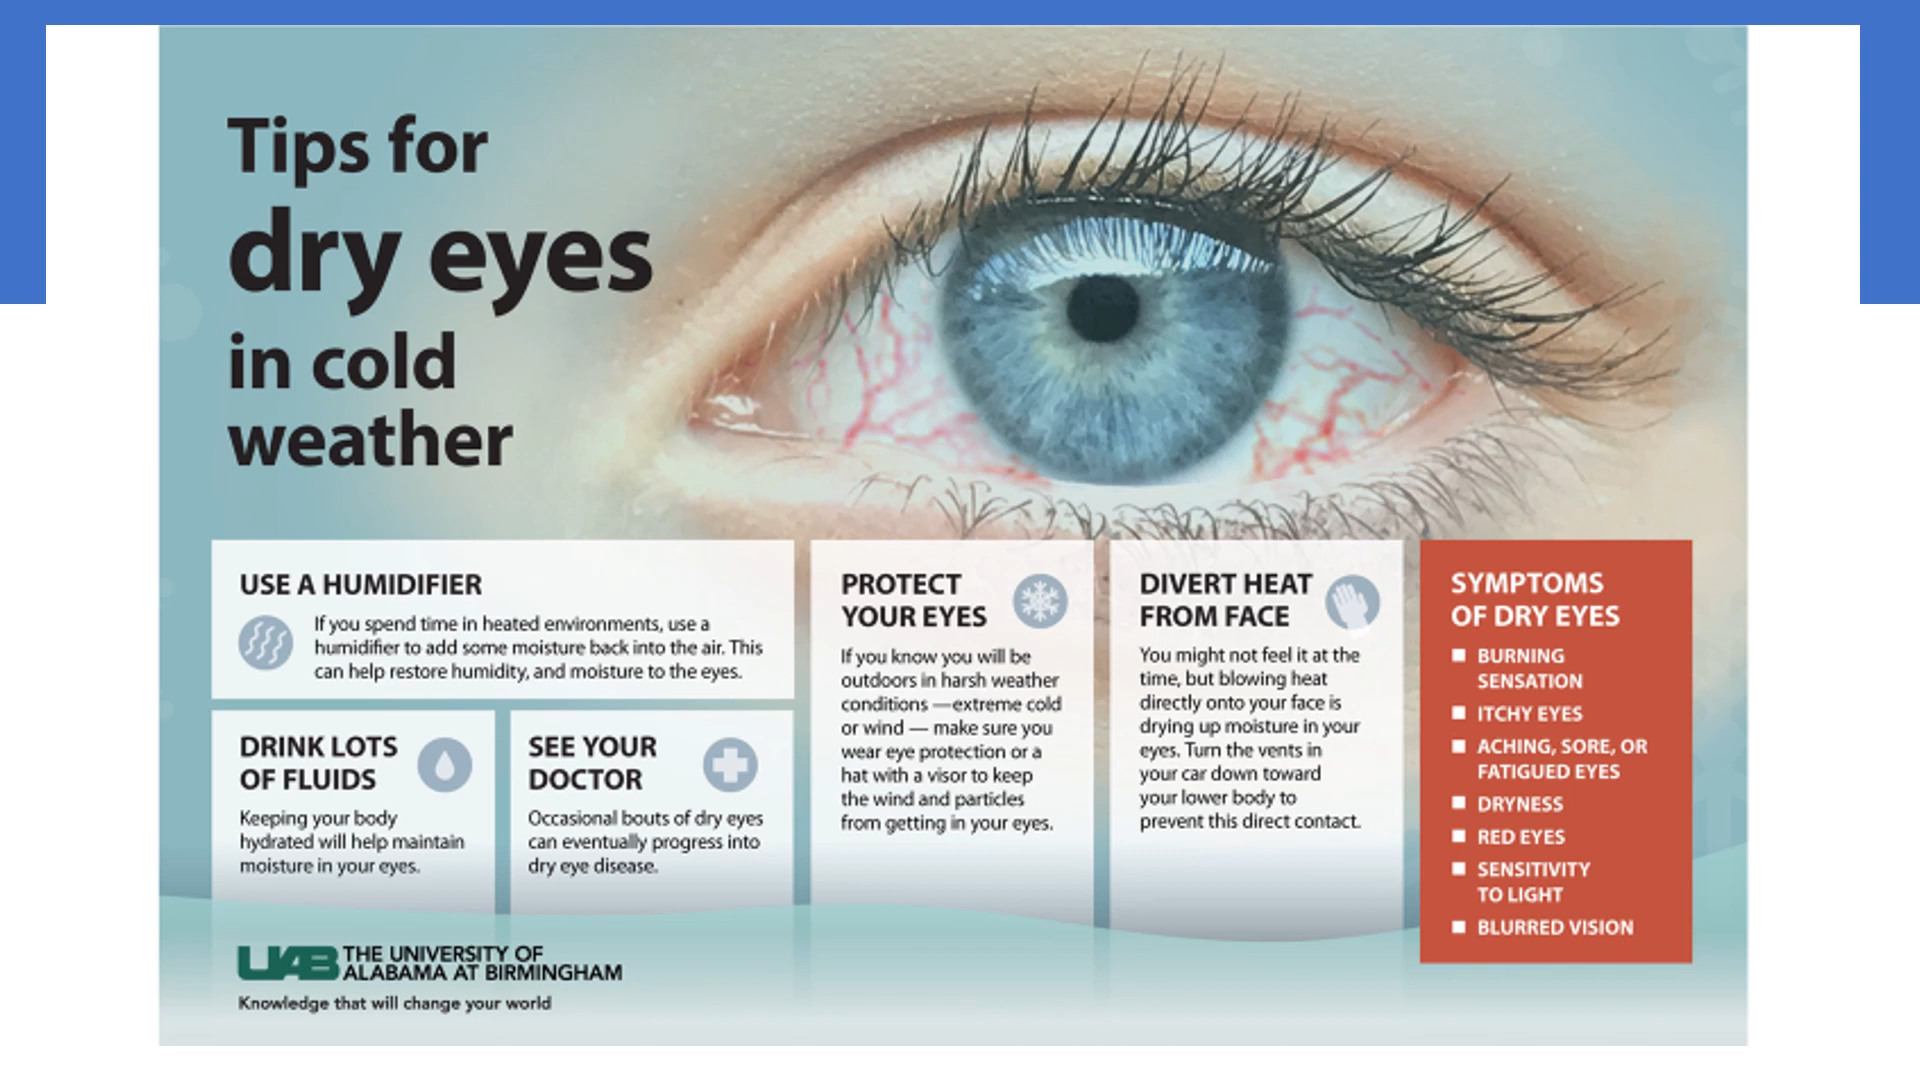 Tips for
dry eyes
in cold
weather
USE A HUMIDIFIER
If you spend time in heated environments, use a
humidifier to add some moisture back into the air. This
can help restore humidity, and moisture to the eyes.
DRINK LOTS
OF FLUIDS
Keeping your body
hydrated will help maintain
moisture in your eyes.
SEE YOUR
DOCTOR
Occasional bouts of dry eyes
can eventually progress into
dry eye disease.
PROTECT
YOUR EYES
If you know you will be
outdoors in harsh weather
conditions —extreme cold
or wind — make sure you
wear eye protection or a
hat with a visor to keep
the wind and particles
from getting in your eyes.
DIVERT HEAT
FROM FACE
You might not feel it at the
time, but blowing heat
directly onto your face is
drying up moisture in your
eyes. Turn the vents in
your car down toward
your lower body to
prevent this direct contact.
SYMPTOMS
OF DRY EYES
BURNING
SENSATION
ITCHY EYES
ACHING, SORE, OR
FATIGUED EYES
DRYNESS
RED EYES
SENSITIVITY
TO LIGHT
BLURRED VISION
UAB THE UNIVERSITY OF
ALABAMA AT BIRMINGHAM
Knowledge that will change your world